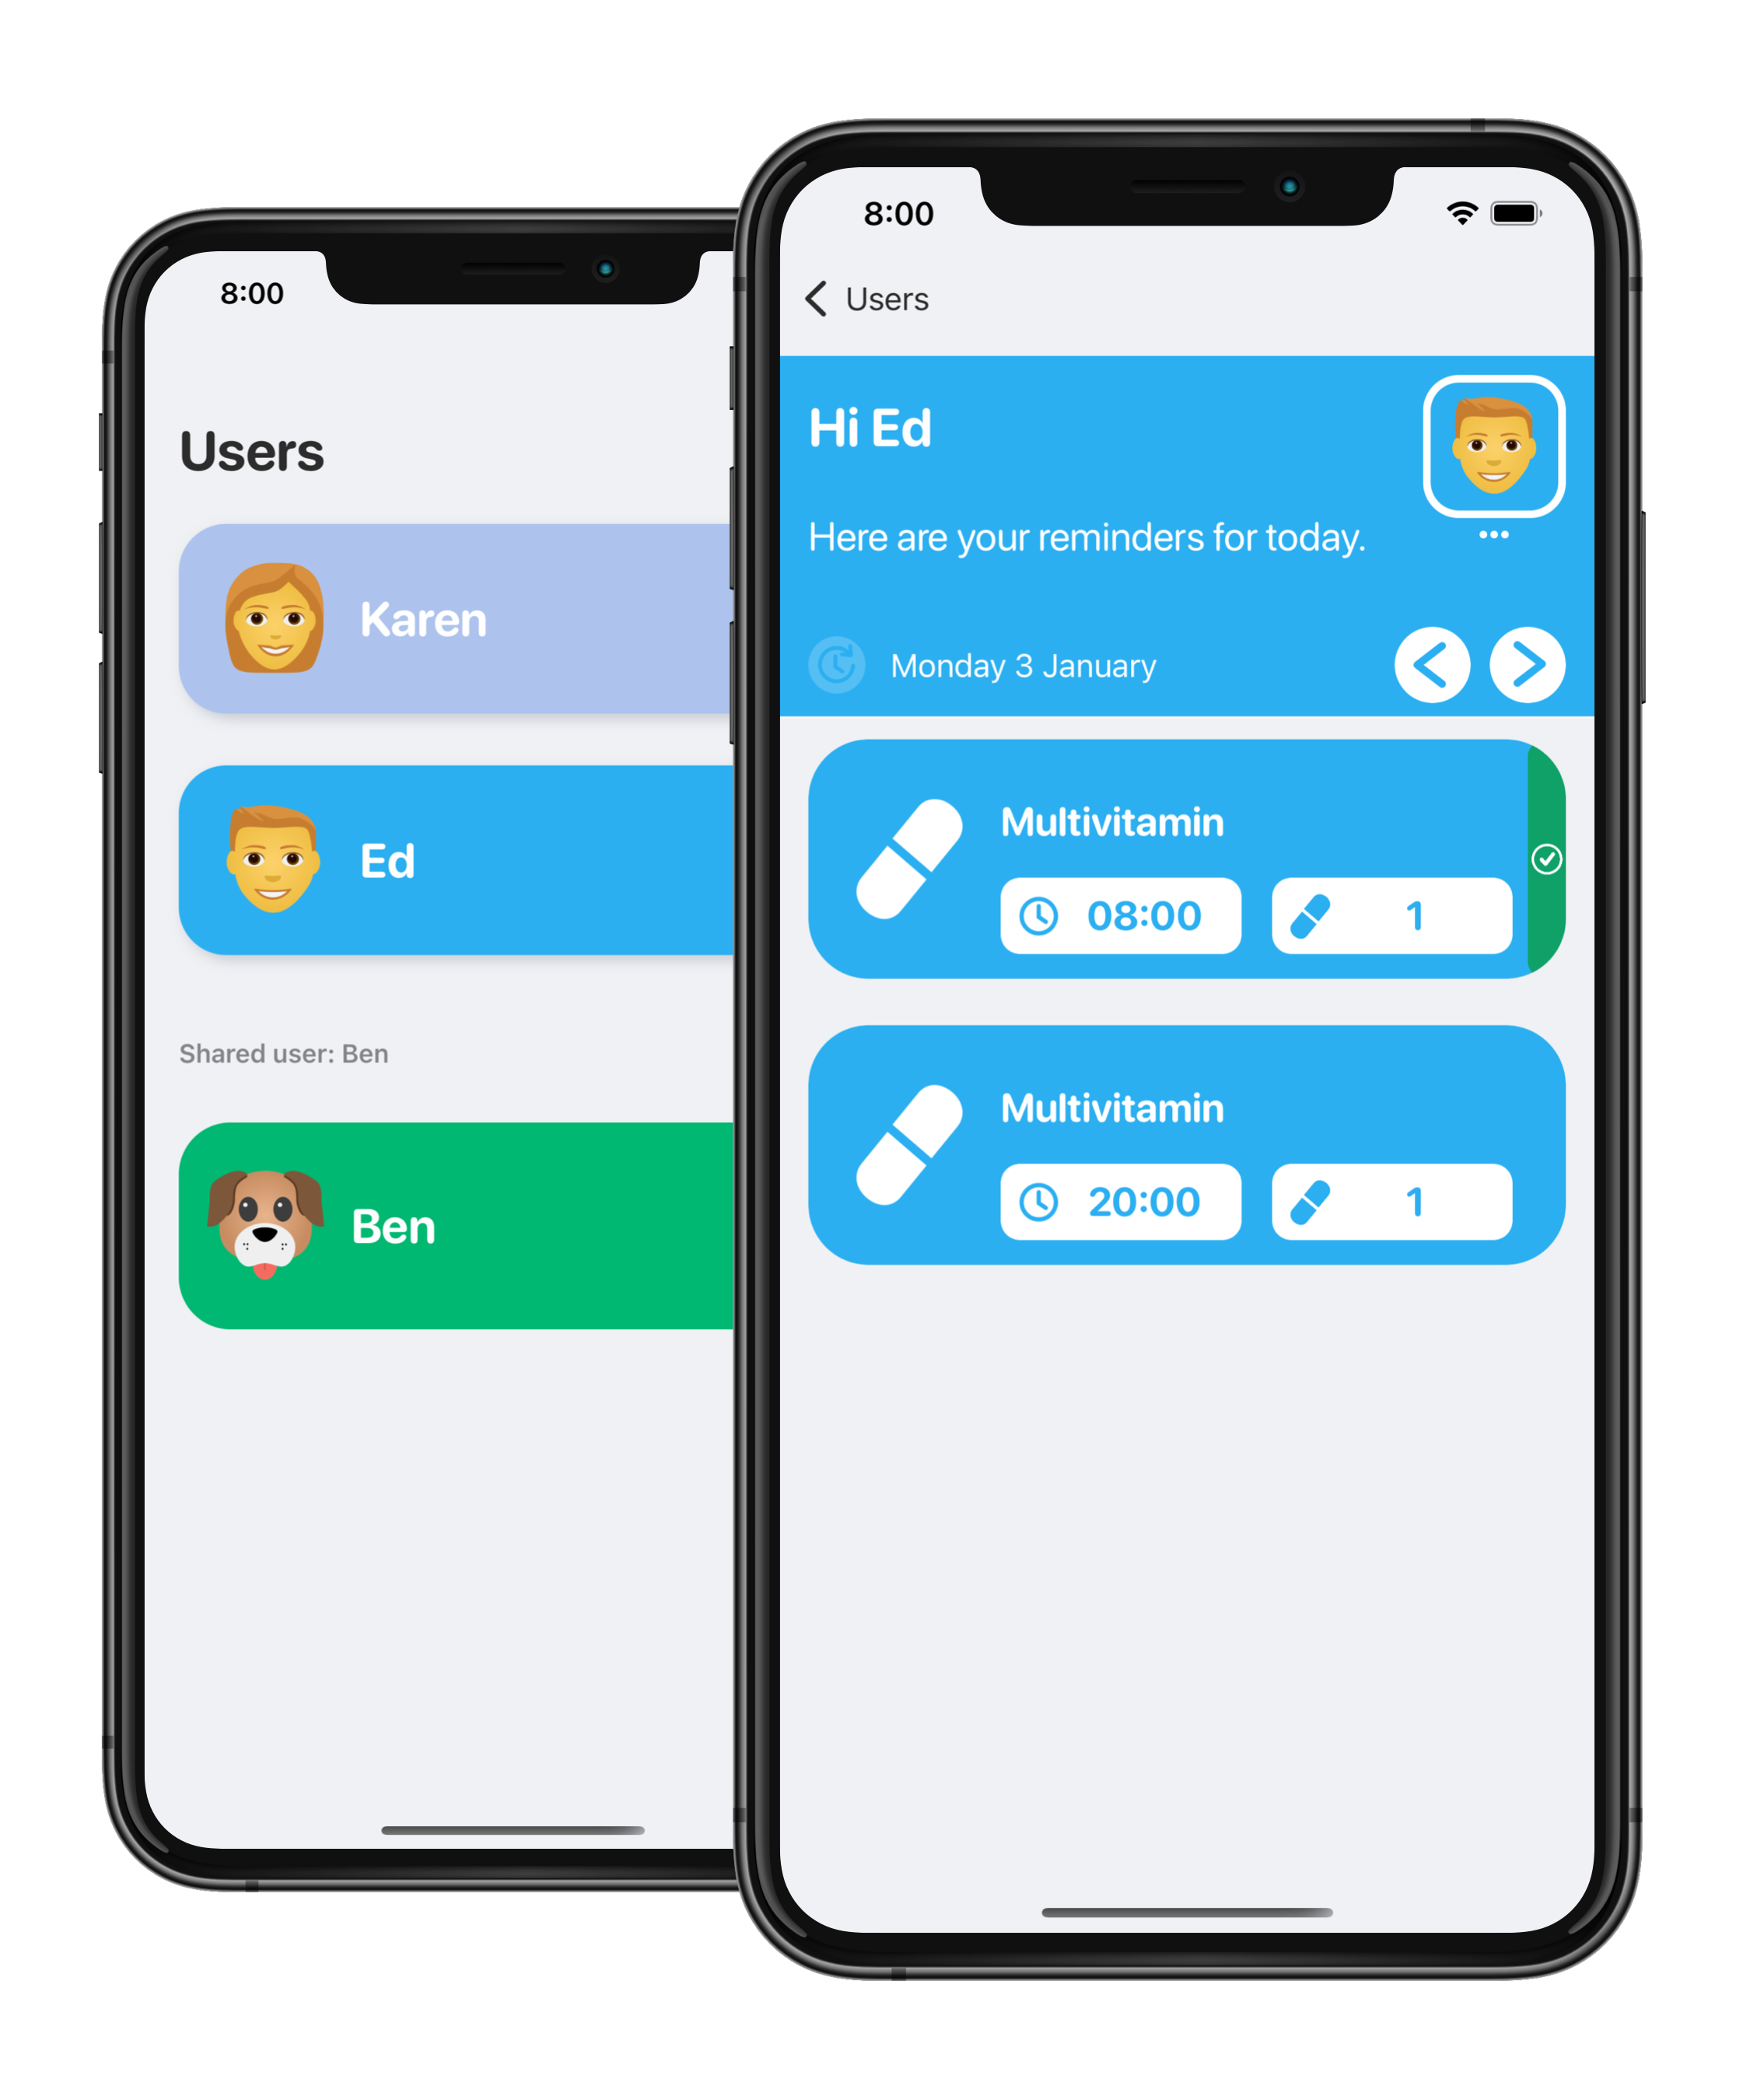 8:00
Users
Karen
Ed
Shared user: Ben
Ben
8:00
Users
Hi Ed
Here are your reminders for today.
Monday 3 January
Multivitamin
08:00 1
Multivitamin
20:00 1